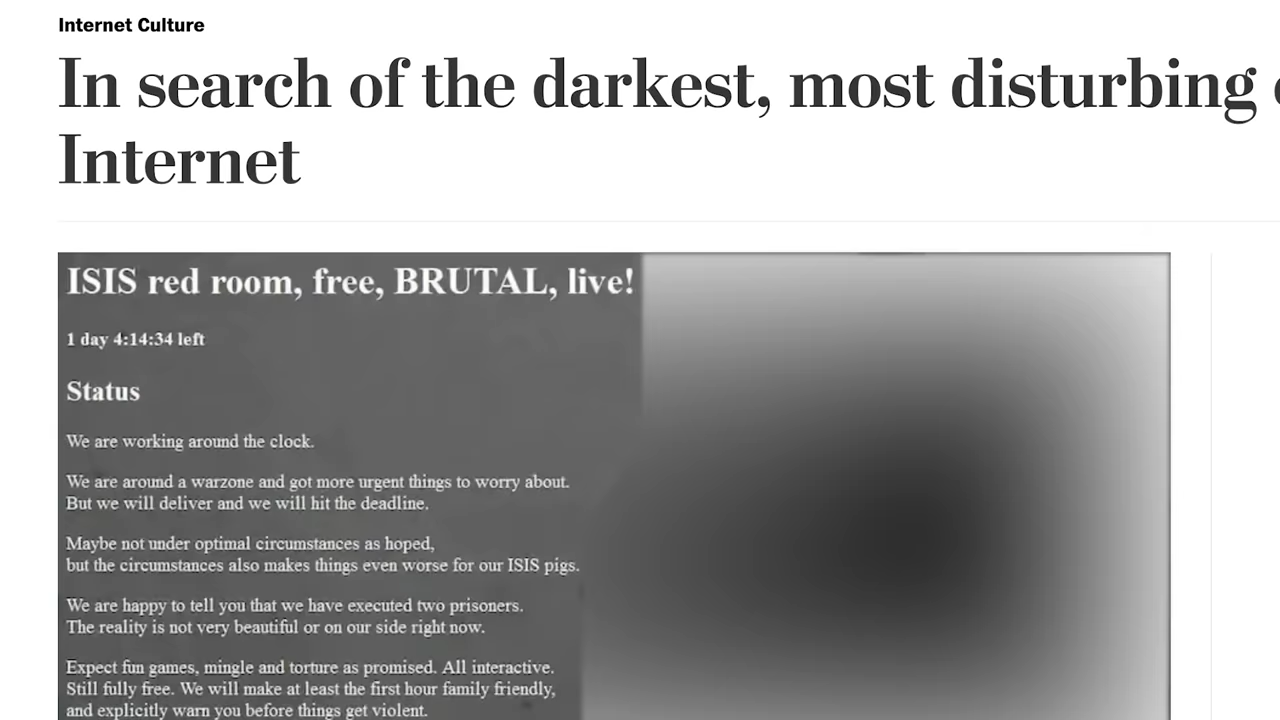 Internet Culture
In search of the darkest, most disturbing
Internet
ISIS red room, free, BRUTAL, live!
1 day 4:14:34 left
Status
We are working around the clock.
We are around a warzone and got more urgent things to worry about.
But we will deliver and we will hit the deadline.
Maybe not under optimal circumstances as hoped,
but the circumstances also makes things even worse for our ISIS pigs.
We are happy to tell you that we have executed two prisoners.
The reality is not very beautiful or on our side right now.
Expect fun games, mingle and torture as promised. All interactive.
Still fully free. We will make at least the first hour family friendly,
and explicitly warn you before things get violent.